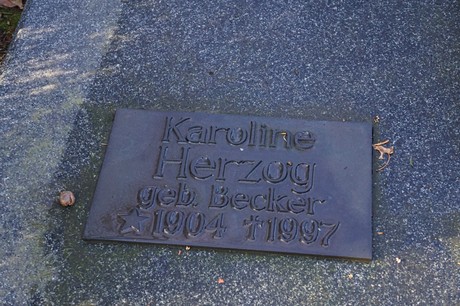 Karoline
Herzog
geb. Becker
☆1904 †1997